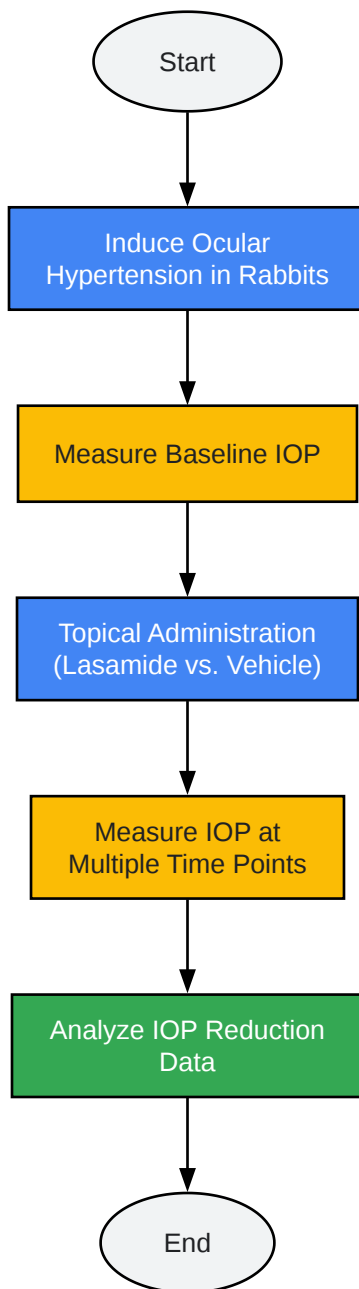 Start
Induce Ocular
Hypertension in Rabbits
Measure Baseline IOP
Topical Administration
(Lasamide vs. Vehicle)
Measure IOP at
Multiple Time Points
Analyze IOP Reduction
Data
End